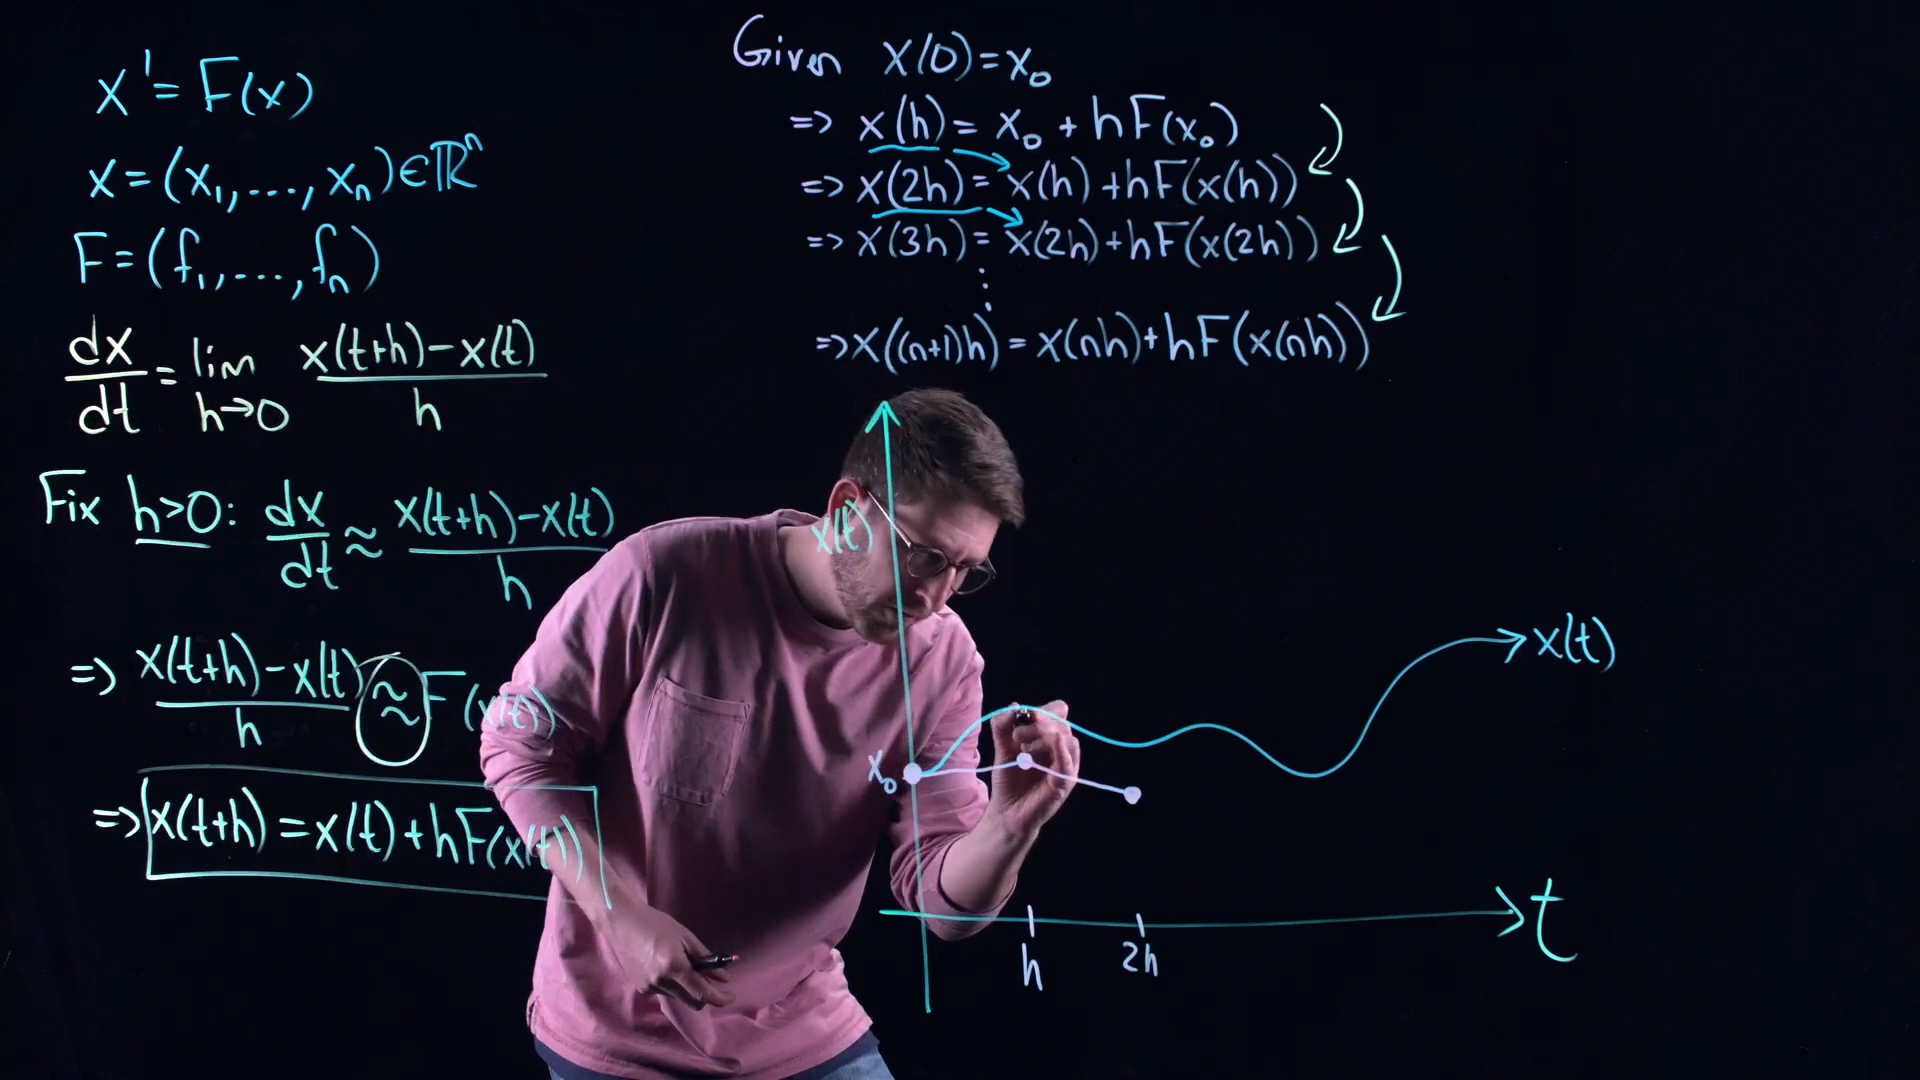 x' = F(x)
x = (x₁, ..., xₙ) ∈ ℝⁿ
F = (f₁, ..., fₙ)
dx/dt = lim h→0 (x(t+h) - x(t))/h
Fix h>0: dx/dt ≈ (x(t+h) - x(t))/h
=> (x(t+h) - x(t))/h ≈ F(x(t))
=> x(t+h) = x(t) + hF(x(t))
Given x(0) = x₀
=> x(h) = x₀ + hF(x₀)
=> x(2h) = x(h) + hF(x(h))
=> x(3h) = x(2h) + hF(x(2h))
⋮
=> x((n+1)h) = x(nh) + hF(x(nh))
x(t)
x(t)
x₀
t
h
2h